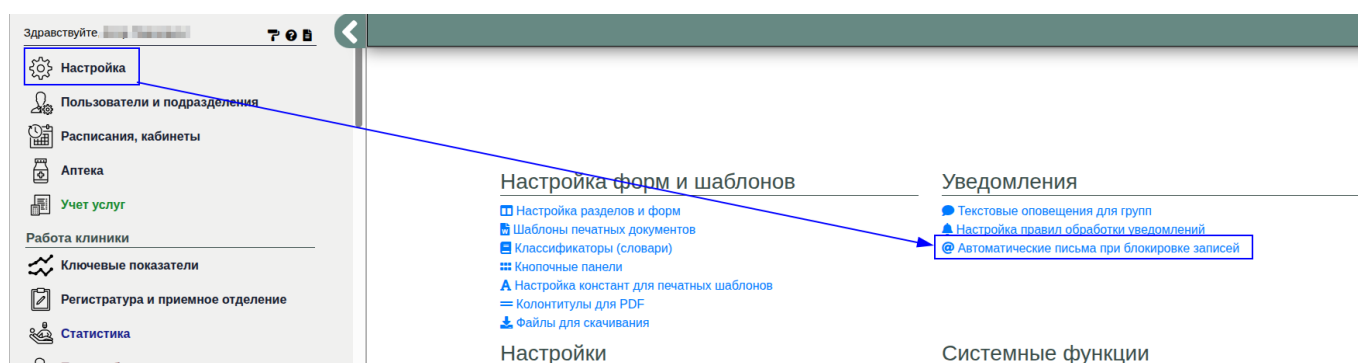 Здравствуйте,
Настройка
Пользователи и подразделения
Расписания, кабинеты
Аптека
Учет услуг
Работа клиники
Ключевые показатели
Регистратура и приемное отделение
Статистика
Настройка форм и шаблонов
Настройка разделов и форм
Шаблоны печатных документов
Классификаторы (словари)
Кнопочные панели
Настройка констант для печатных шаблонов
Колонтитулы для PDF
Файлы для скачивания
Настройки
Уведомления
Текстовые оповещения для групп
Настройка правил обработки уведомлений
Автоматические письма при блокировке записей
Системные функции